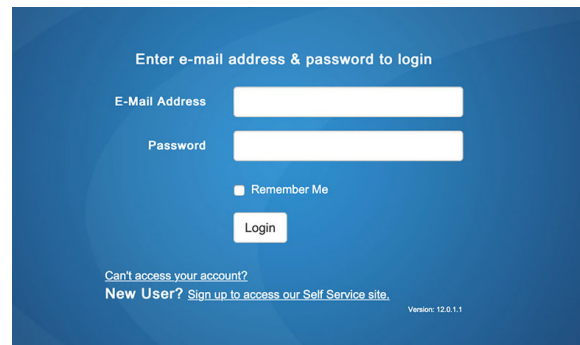 Enter e-mail address & password to login
E-Mail Address
Password
Remember Me
Login
Can't access your account?
New User? Sign up to access our Self Service site.
Version: 12.0.1.1